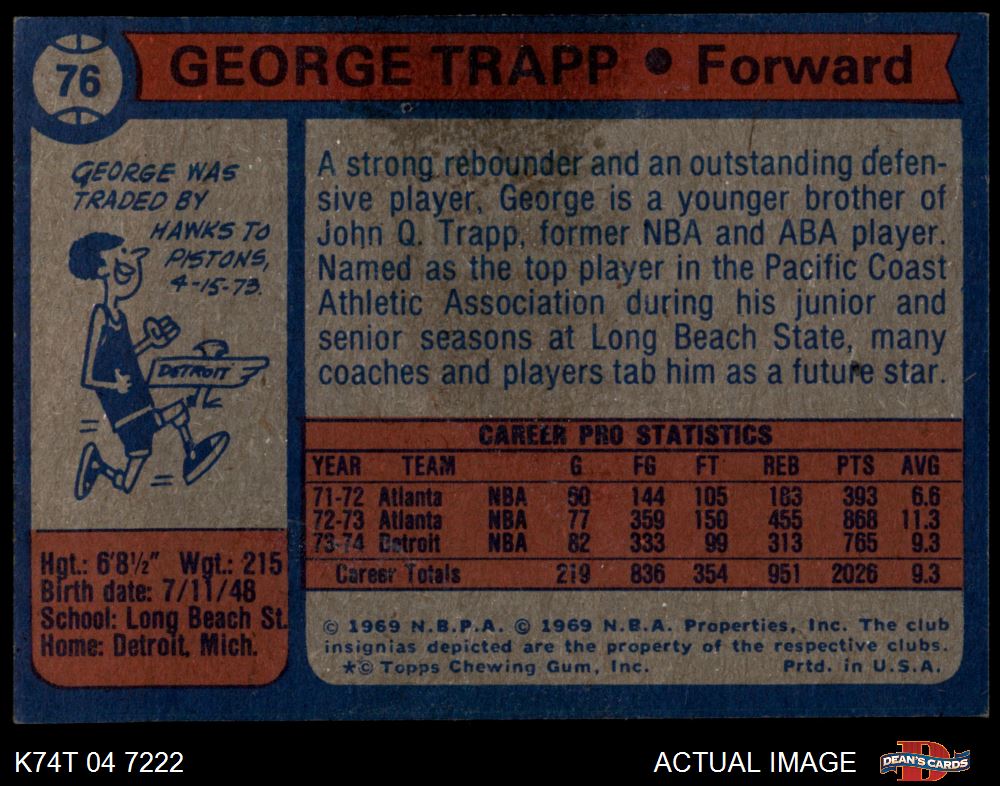 76
GEORGE TRAPP • Forward
GEORGE WAS
TRADED BY
HAWKS TO
PISTONS,
4-15-73.
DETROIT
A strong rebounder and an outstanding defen-
sive player, George is a younger brother of
John Q. Trapp, former NBA and ABA player.
Named as the top player in the Pacific Coast
Athletic Association during his junior and
senior seasons at Long Beach State, many
coaches and players tab him as a future star.
CAREER PRO STATISTICS
YEAR TEAM G FG FT REB PTS AVG
71-72 Atlanta NBA 60 144 105 183 393 6.6
72-73 Atlanta NBA 77 359 150 455 868 11.3
73-74 Detroit NBA 82 333 99 313 765 9.3
Career Totals 219 836 354 951 2026 9.3
Hgt.: 6'8½" Wgt.: 215
Birth date: 7/11/48
School: Long Beach St.
Home: Detroit, Mich.
© 1969 N.B.P.A. © 1969 N.B.A. Properties, Inc. The club
insignias depicted are the property of the respective clubs.
*© Topps Chewing Gum, Inc. Prtd. in U.S.A.
K74T 04 7222
ACTUAL IMAGE
D
DEAN'S CARDS